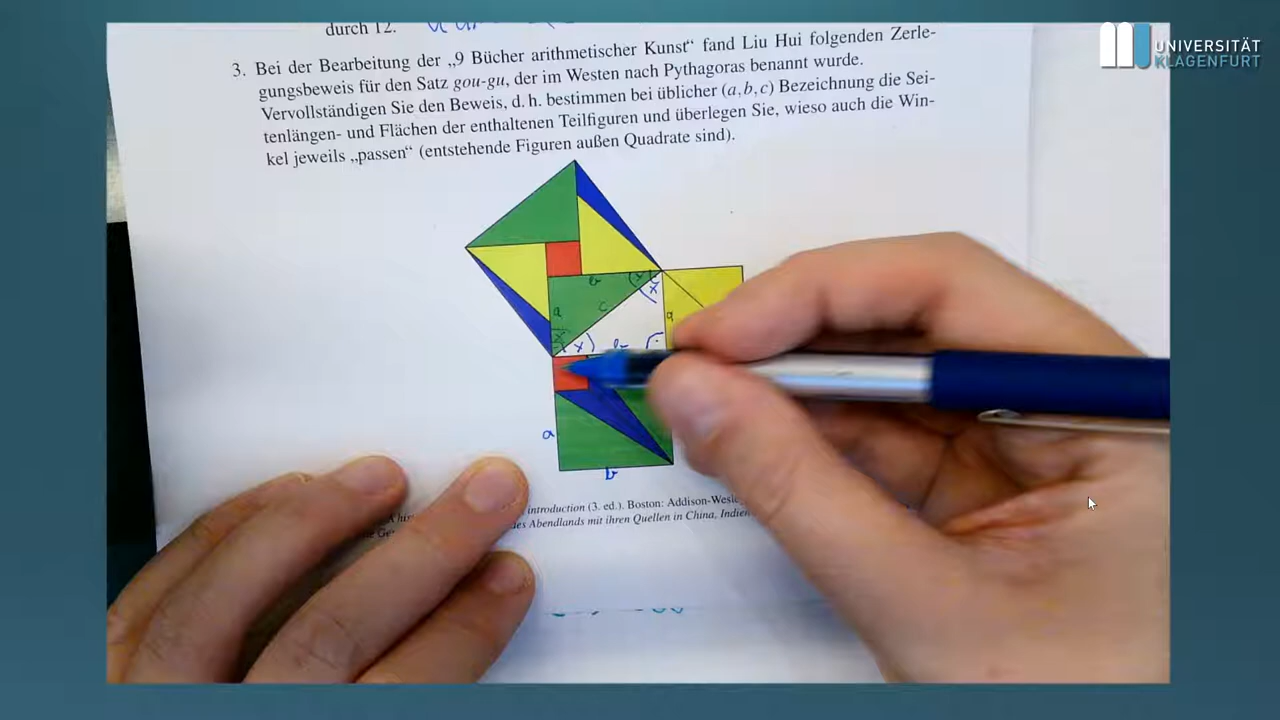 durch 12.
3. Bei der Bearbeitung der „9 Bücher arithmetischer Kunst“ fand Liu Hui folgenden Zerle-
gungsbeweis für den Satz gou-gu, der im Westen nach Pythagoras benannt wurde.
Vervollständigen Sie den Beweis, d. h. bestimmen bei üblicher (a,b,c) Bezeichnung die Sei-
tenlängen- und Flächen der enthaltenen Teilfiguren und überlegen Sie, wieso auch die Win-
kel jeweils „passen“ (entstehende Figuren außen Quadrate sind).
UNIVERSITÄT
KLAGENFURT
b
a
c
x
a
x
b
a
b
introduction (3. ed.). Boston: Addison-Wesle
des Abendlands mit ihren Quellen in China, Indien